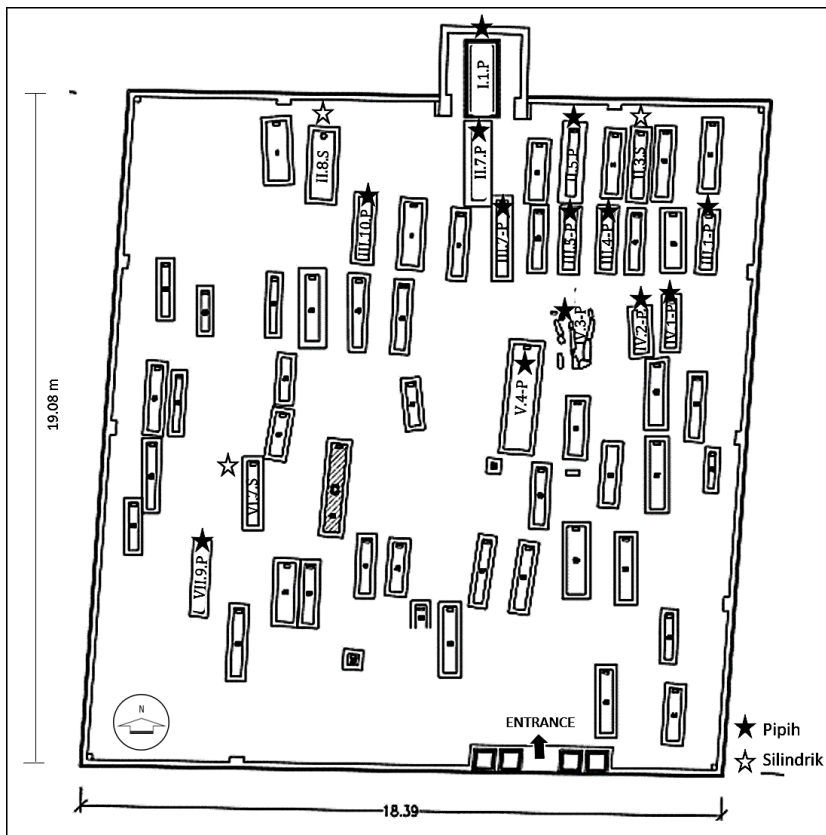 I.1.P
II.8.S
II.7.P
II.5.P
II.3.S
III.10.P
III.7-P
III.5-P
III.4-P
III.1-P
IV.3-P
IV.2-P
IV.1-P
V.4-P
19.08 m
VI.7.S
VII.9.P
N
ENTRANCE
Pipih
Silindrik
18.39